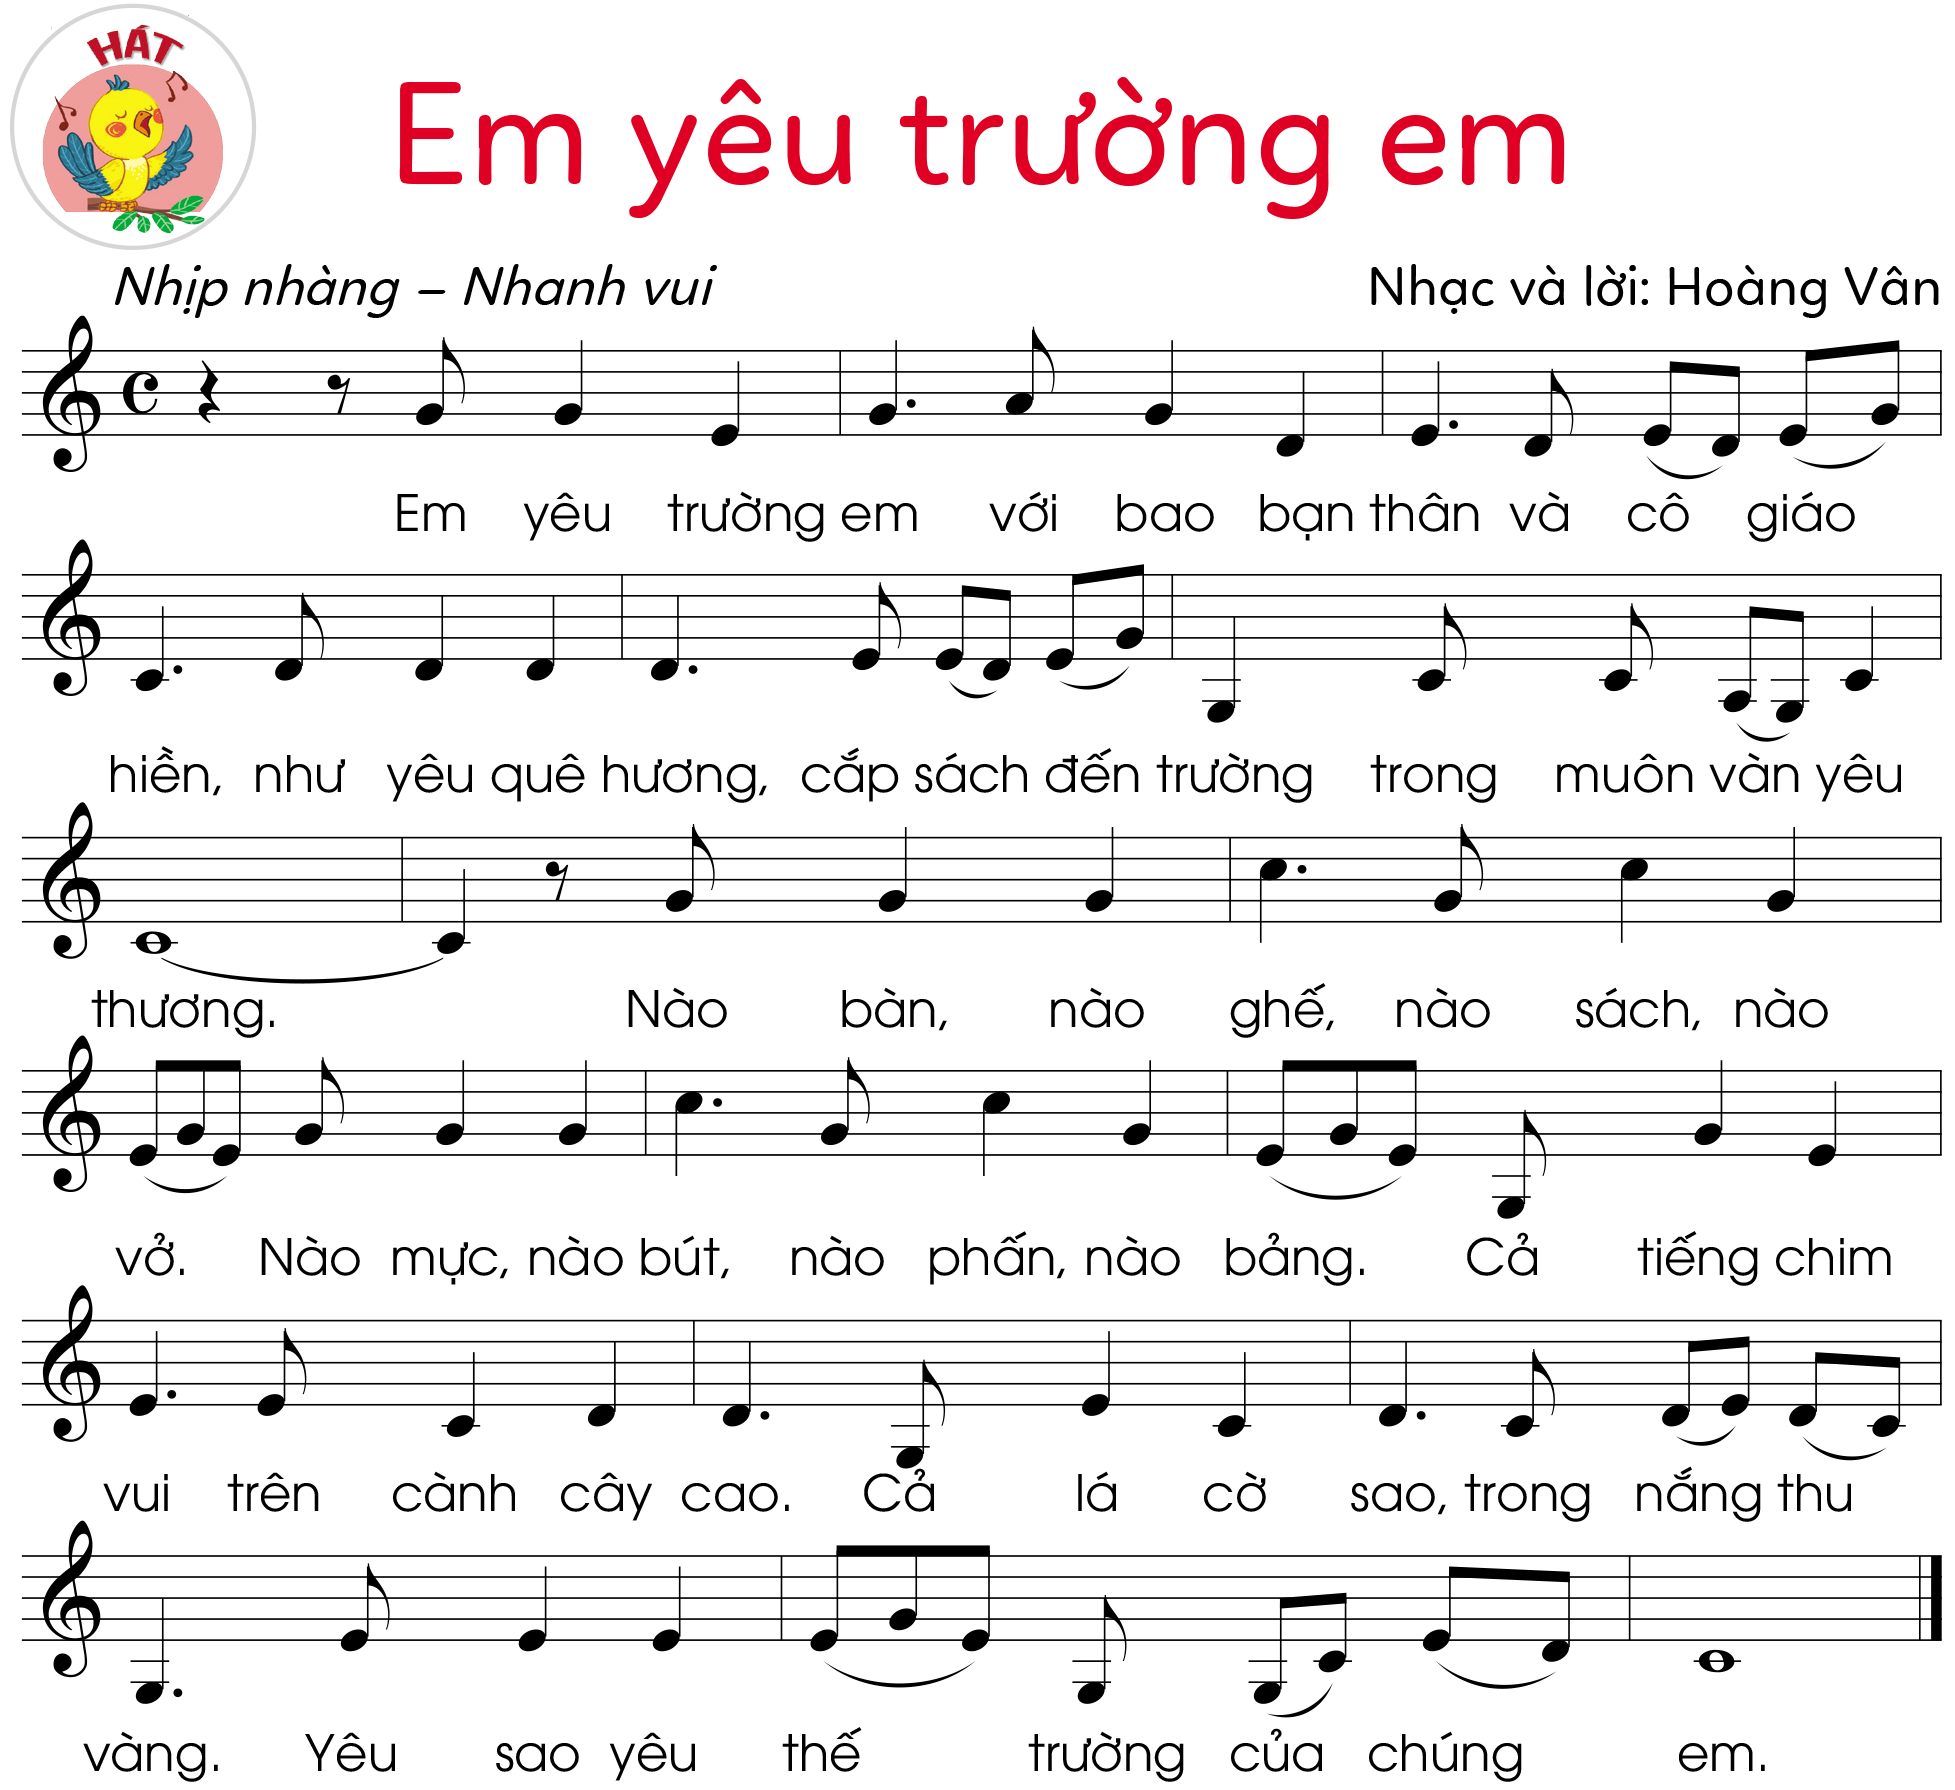 HÁT
Em yêu trường em
Nhịp nhàng – Nhanh vui
Nhạc và lời: Hoàng Vân
Em yêu trường em với bao bạn thân và cô giáo
hiền, như yêu quê hương, cắp sách đến trường trong muôn vàn yêu
thương. Nào bàn, nào ghế, nào sách, nào
vở. Nào mực, nào bút, nào phấn, nào bảng. Cả tiếng chim
vui trên cành cây cao. Cả lá cờ sao, trong nắng thu
vàng. Yêu sao yêu thế trường của chúng em.